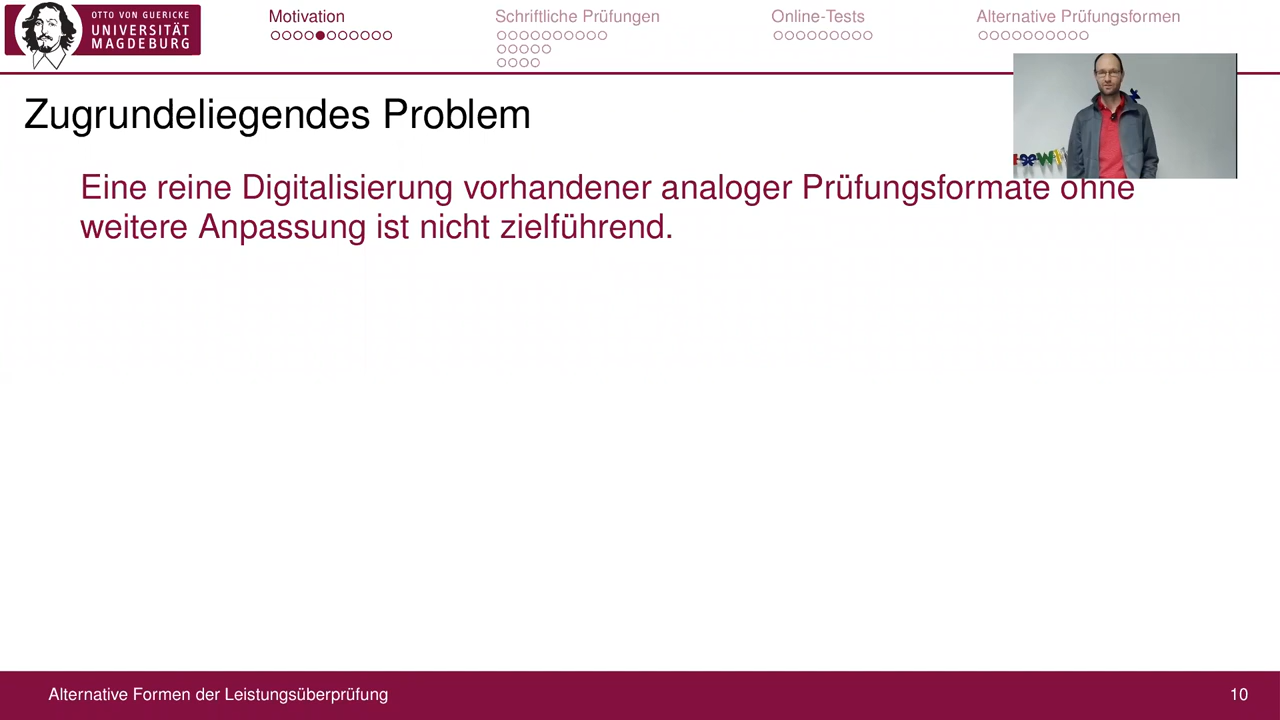 OTTO VON GUERICKE
UNIVERSITÄT
MAGDEBURG
Motivation
Schriftliche Prüfungen
Online-Tests
Alternative Prüfungsformen
Zugrundeliegendes Problem
Eine reine Digitalisierung vorhandener analoger Prüfungsformate ohne
weitere Anpassung ist nicht zielführend.
Alternative Formen der Leistungsüberprüfung
10